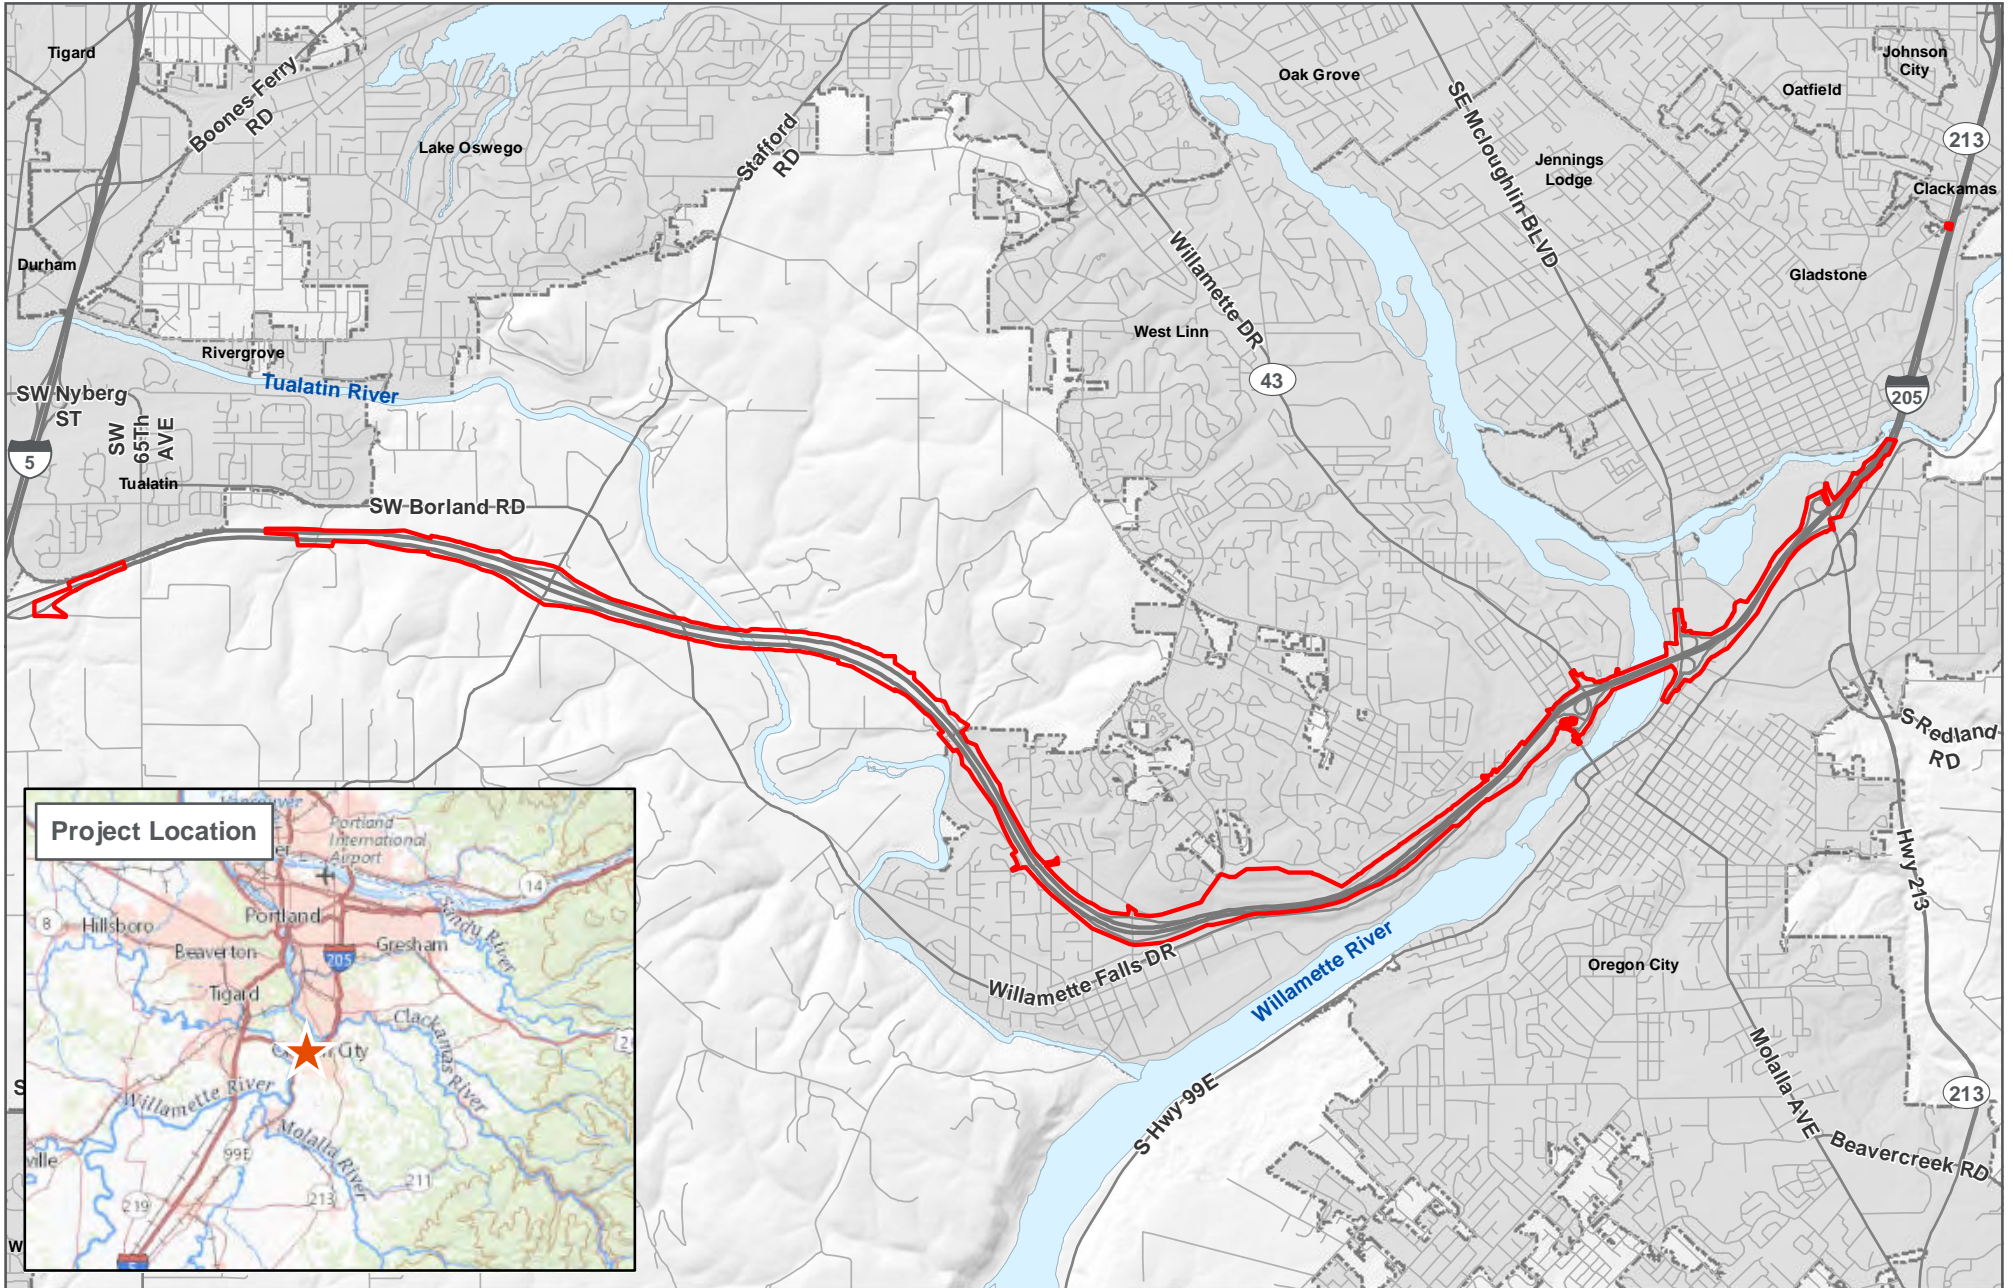 Tigard
Boones Ferry
RD
Lake Oswego
Stafford
RD
Oak Grove
SE Mcloughlin BLVD
Johnson
City
Oatfield
213
Jennings
Lodge
Clackamas
Durham
Gladstone
Willamette DR
West Linn
Rivergrove
Tualatin River
43
SW Nyberg
ST
SW
65Th
AVE
205
5
Tualatin
SW Borland RD
S Redland
RD
Hwy 213
Willamette Falls DR
Willamette River
Oregon City
S Hwy 99E
Molalla AVE
213
Beavercreek RD
S
W
Project Location
Vancouver
Portland
International
Airport
er
14
Sandy River
8
Hillsboro
Portland
Beaverton
205
Gresham
Tigard
Clackamas River
City
Willamette River
Molalla River
99E
ville
211
219
213